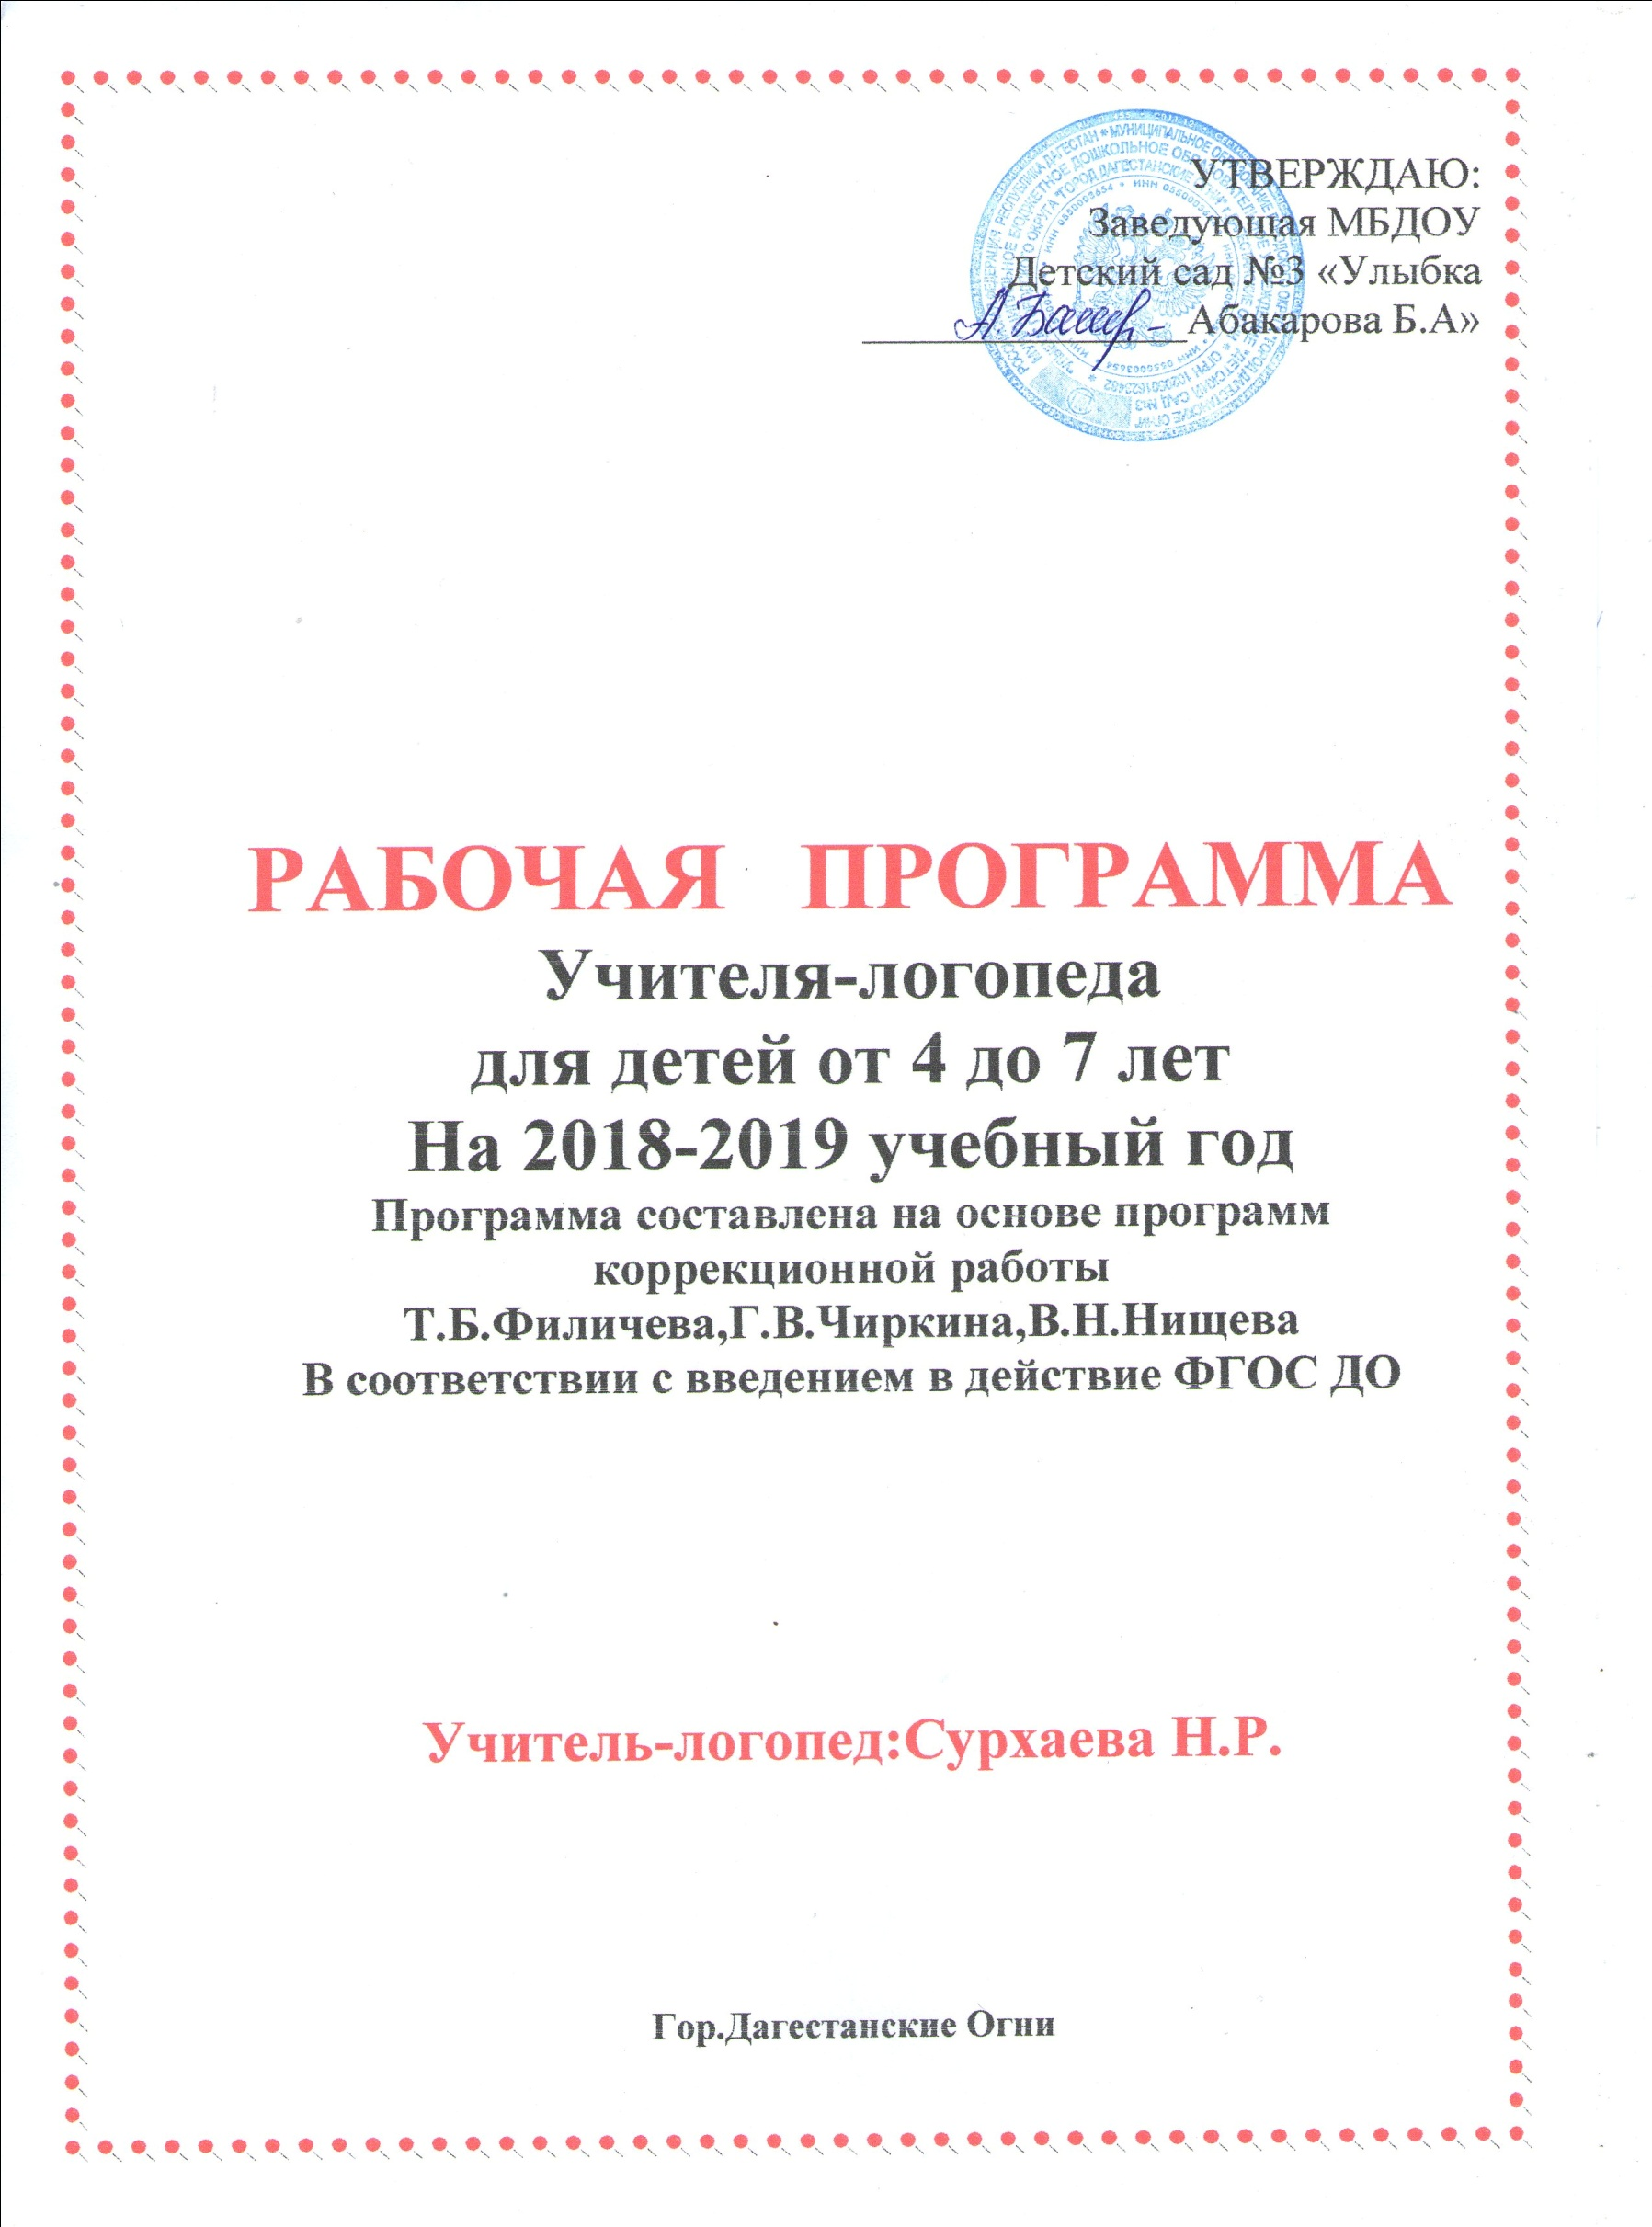 УТВЕРЖДАЮ:
Заведующая МБДОУ
Детский сад №3 «Улыбка
Абакарова Б.А»
РАБОЧАЯ ПРОГРАММА
Учителя-логопеда
для детей от 4 до 7 лет
На 2018-2019 учебный год
Программа составлена на основе программ
коррекционной работы
Т.Б.Филичева,Г.В.Чиркина,В.Н.Нищева
В соответствии с введением в действие ФГОС ДО
Учитель-логопед:Сурхаева Н.Р.
Гор.Дагестанские Огни